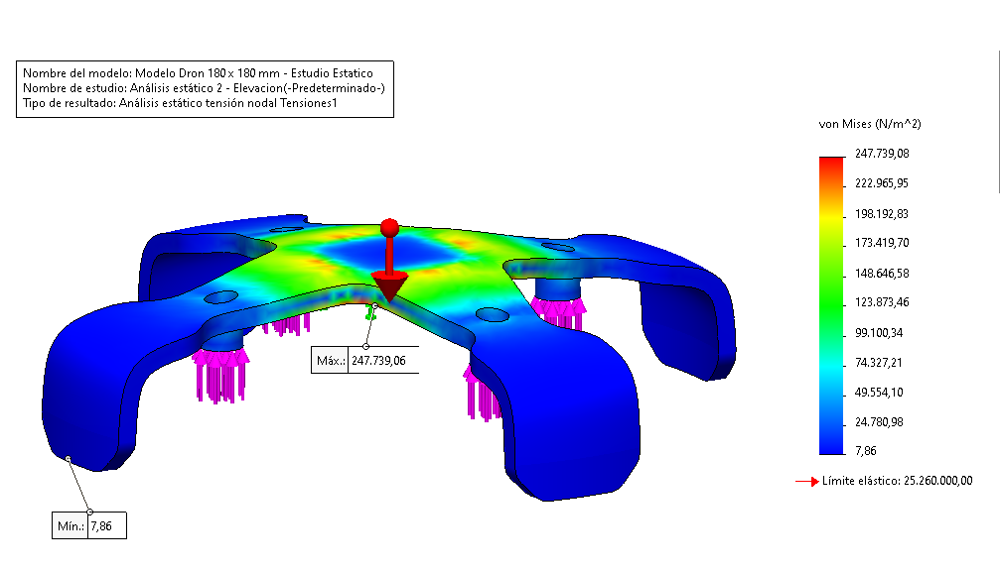 Nombre del modelo: Modelo Dron 180 x 180 mm - Estudio Estatico
Nombre de estudio: Análisis estático 2 - Elevacion(-Predeterminado-)
Tipo de resultado: Análisis estático tensión nodal Tensiones1
von Mises (N/m^2)
247.739,08
222.965,95
198.192,83
173.419,70
148.646,58
123.873,46
99.100,34
74.327,21
49.554,10
24.780,98
7,86
Límite elástico: 25.260.000,00
Máx.: 247.739,06
Mín.: 7,86